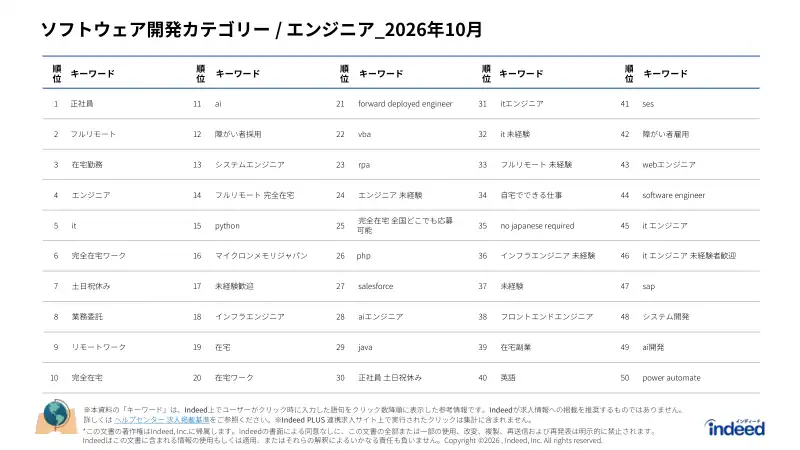 ソフトウェア開発カテゴリー / エンジニア_2026年10月
順位 キーワード 順位 キーワード 順位 キーワード 順位 キーワード 順位 キーワード
1 正社員 11 ai 21 forward deployed engineer 31 itエンジニア 41 ses
2 フルリモート 12 障がい者採用 22 vba 32 it 未経験 42 障がい者雇用
3 在宅勤務 13 システムエンジニア 23 rpa 33 フルリモート 未経験 43 webエンジニア
4 エンジニア 14 フルリモート 完全在宅 24 エンジニア 未経験 34 自宅でできる仕事 44 software engineer
5 it 15 python 25 完全在宅 全国どこでも応募可能 35 no japanese required 45 it エンジニア
6 完全在宅ワーク 16 マイクロンメモリジャパン 26 php 36 インフラエンジニア 未経験 46 it エンジニア 未経験者歓迎
7 土日祝休み 17 未経験歓迎 27 salesforce 37 未経験 47 sap
8 業務委託 18 インフラエンジニア 28 aiエンジニア 38 フロントエンドエンジニア 48 システム開発
9 リモートワーク 19 在宅 29 java 39 在宅副業 49 ai開発
10 完全在宅 20 在宅ワーク 30 正社員 土日祝休み 40 英語 50 power automate
※本資料の「キーワード」は、Indeed上でユーザーがクリック時に入力した語句をクリック数降順に表示した参考情報です。Indeedが求人情報への掲載を推奨するものではありません。
詳しくは ヘルプセンター 求人掲載基準をご参照ください。※Indeed PLUS 連携求人サイト上で実行されたクリックは集計に含まれません。
*この文書の著作権はIndeed, Inc.に帰属します。Indeedの書面による同意なしに、この文書の全部または一部の使用、改変、複製、再送信および再発表は明示的に禁止されます。
Indeedはこの文書に含まれる情報の使用もしくは適用、またはそれらの解釈よるいかなる責任も負いません。Copyright ©2026 , Indeed, Inc. All rights reserved.
インディード
indeed